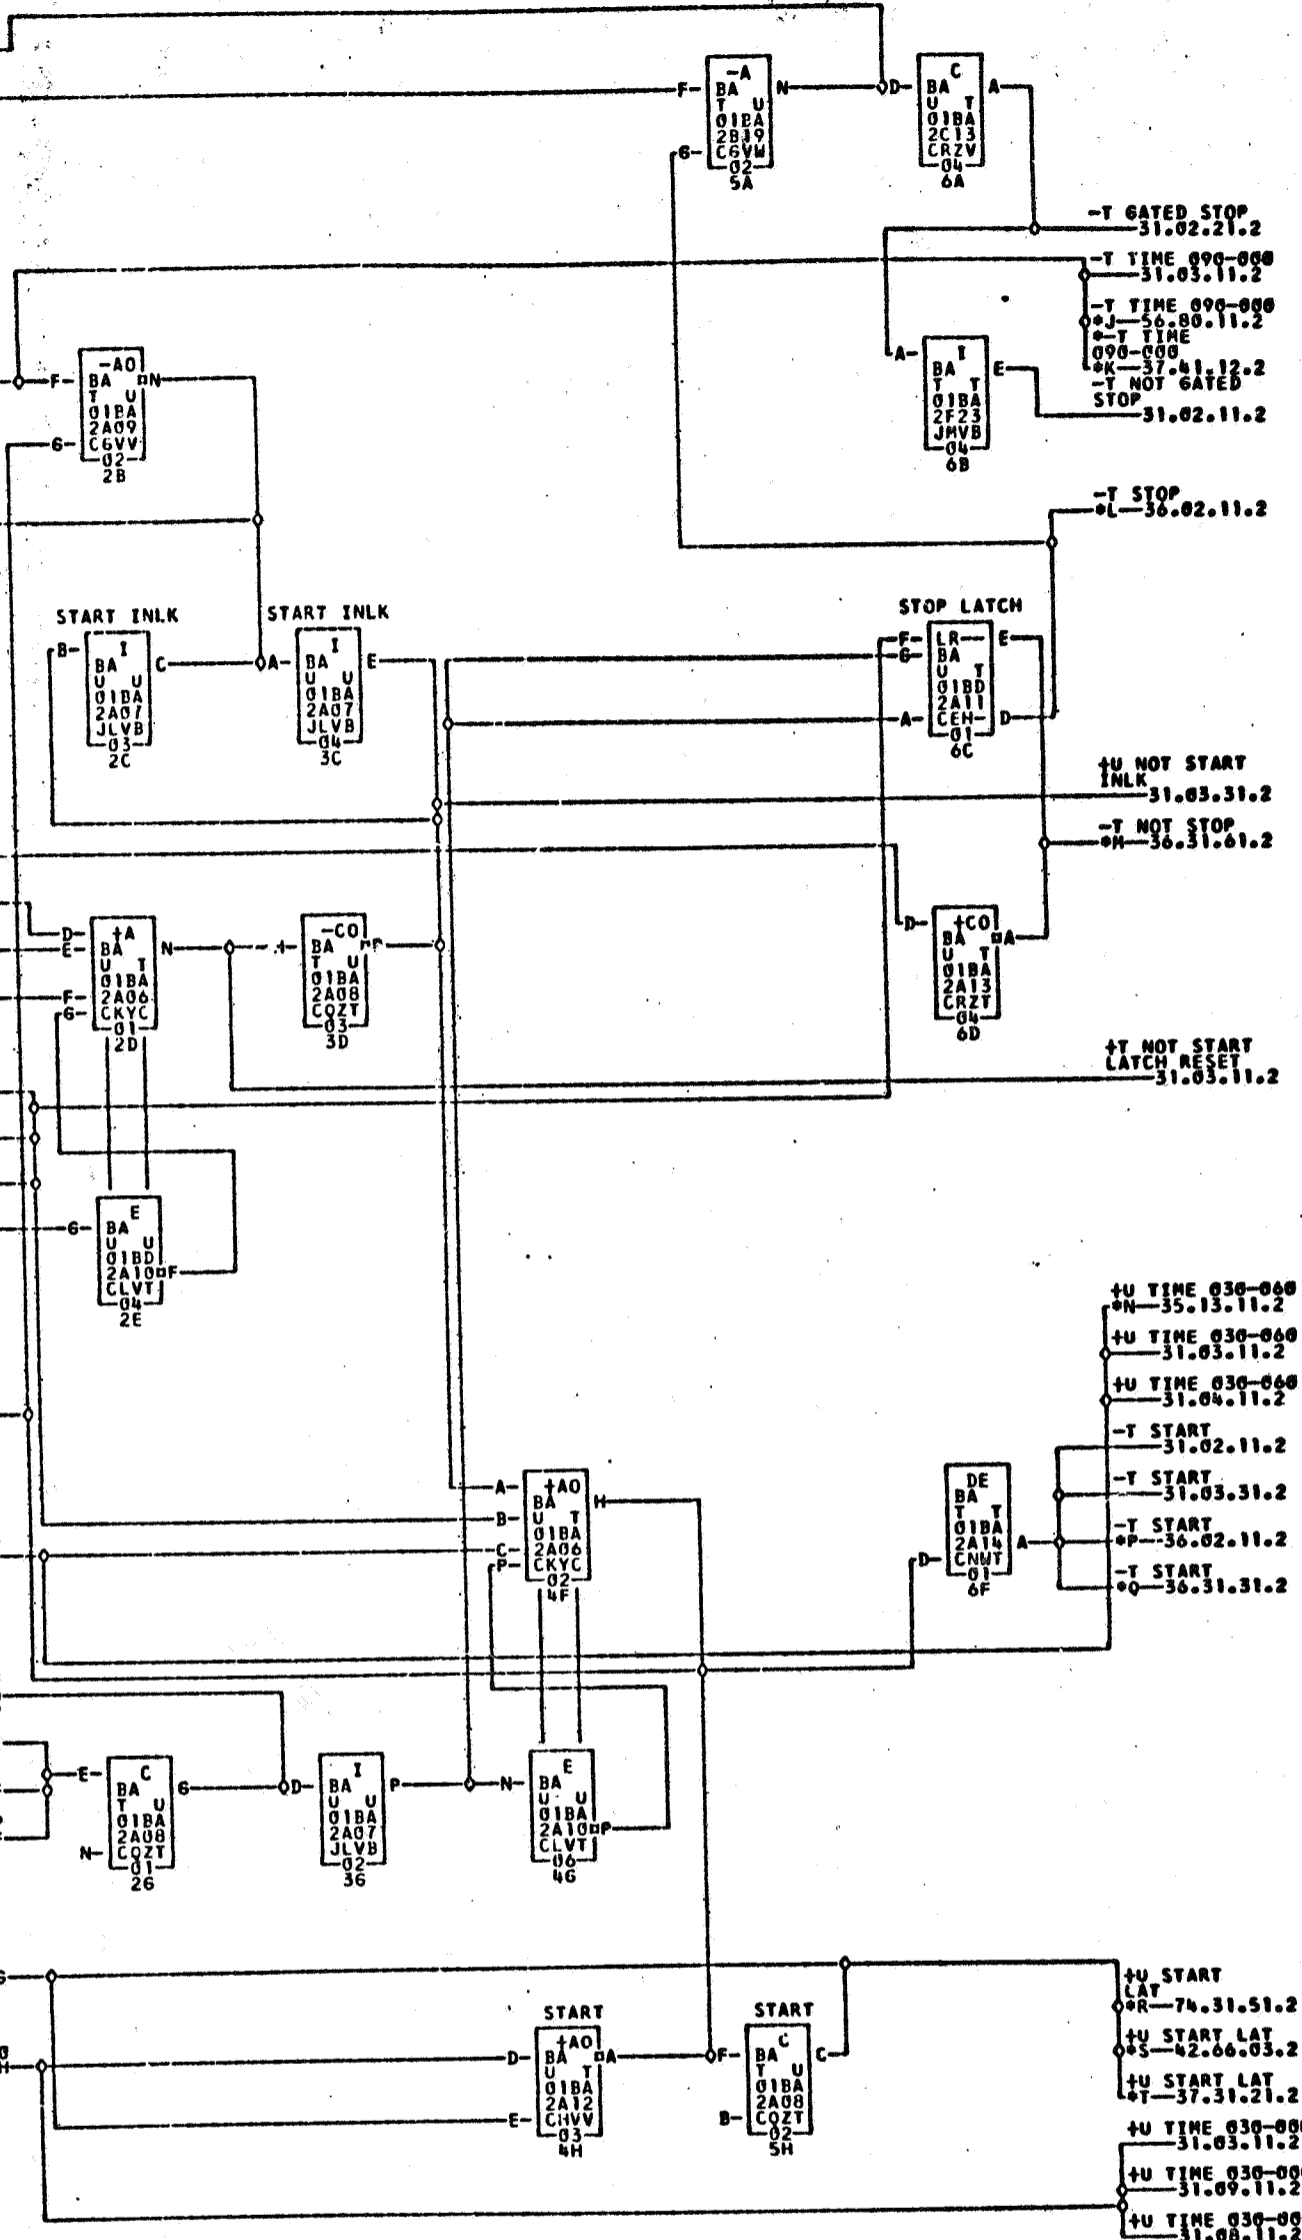 -A
F- BA N D-
T U
01BA
2B19
G- CGVW
02
5A
C
BA A
U T
01BA
2C13
CRZV
04
6A
-T GATED STOP
31.02.21.2
-T TIME 090-000
31.03.11.2
-T TIME 090-000
*J—56.80.11.2
*-T TIME
090-000
*K—37.41.12.2
-T NOT GATED
STOP
31.02.11.2
-AO
F- BA N
T U
01BA
2A09
G- CGVV
02
2B
I
A- BA E
T T
01BA
2F23
JMVB
04
6B
-T STOP
*L—36.02.11.2
START INLK
I
B- BA C
U U
01BA
2A07
JLVB
03
2C
START INLK
I
A- BA E
U U
01BA
2A07
JLVB
04
3C
STOP LATCH
F- LR E
G- BA
U T
01BD
2A11
A- CEH- D
01
6C
+U NOT START
INLK
31.03.31.2
-T NOT STOP
*M—36.31.61.2
+A
D-
E- BA N
U T
01BA
F- 2A06
G- CKYC
01
2D
-CO
BA P
T U
01BA
2A08
CQZT
03
3D
+CO
D- BA A
U T
01BA
2A13
CRZT
04
6D
+T NOT START
LATCH RESET
31.03.11.2
E
G- BA
U U
01BD
2A10 F
CLVT
04
2E
+U TIME 030-060
*N—35.13.11.2
+U TIME 030-060
31.03.11.2
+U TIME 030-060
31.04.11.2
-T START
31.02.11.2
-T START
31.03.31.2
-T START
*P—36.02.11.2
-T START
*Q—36.31.31.2
A- +AO
BA H
B- U T
01BA
C- 2A06
P- CKYC
02
4F
DE
BA
T T
01BA
2A14 A
D- CNWT
01
6F
C
E- BA G
T U
01BA
2A08
N- CQZT
01
2G
I
D- BA P
U U
01BA
2A07
JLVB
02
3G
E
N- BA
U U
01BA
2A10 P
CLVT
06
4G
START
+AO
D- BA A
U T
01BA
2A12
E- CHVV
03
4H
START
C
F- BA C
T U
01BA
2A08
B- CQZT
02
5H
+U START
LAT
*R—74.31.51.2
+U START LAT
*S—42.66.03.2
+U START LAT
*T—37.31.21.2
+U TIME 030-00
31.03.11.2
+U TIME 030-00
31.09.11.2
+U TIME 030-00
31.08.11.2